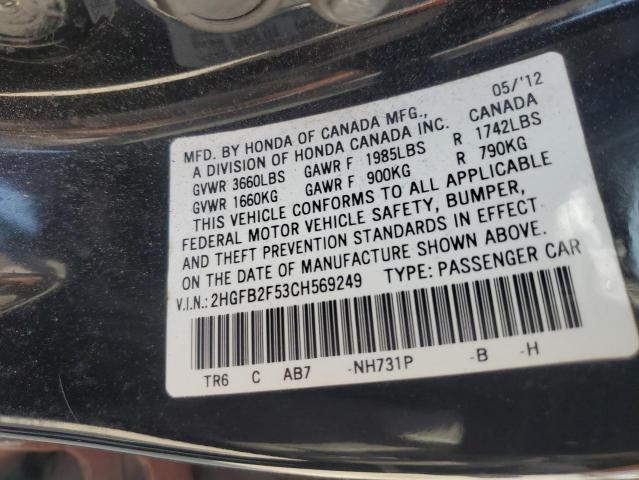 05/'12
MFD. BY HONDA OF CANADA MFG., CANADA
A DIVISION OF HONDA CANADA INC.
GVWR 3660LBS GAWR F 1985LBS R 1742LBS
GVWR 1660KG GAWR F 900KG R 790KG
THIS VEHICLE CONFORMS TO ALL APPLICABLE
FEDERAL MOTOR VEHICLE SAFETY, BUMPER,
AND THEFT PREVENTION STANDARDS IN EFFECT
ON THE DATE OF MANUFACTURE SHOWN ABOVE.
V.I.N.: 2HGFB2F53CH569249 TYPE: PASSENGER CAR
TR6 C AB7 -NH731P -B -H